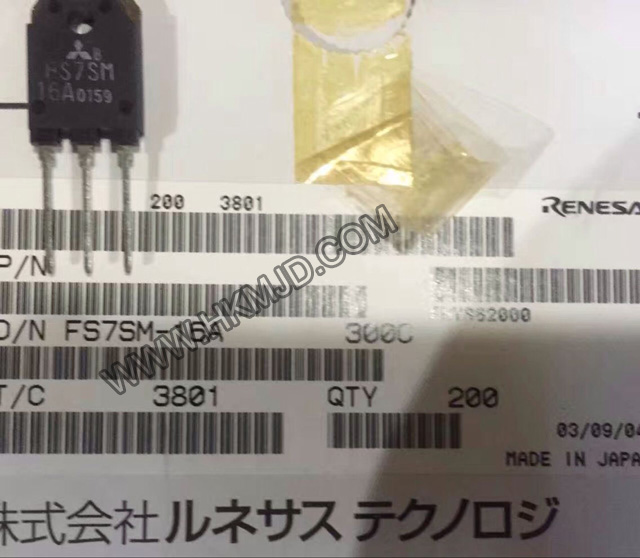 B
FS7SM
16A0159
200 3801
RENESA
P/N
D/N FS7SM-16A 3000
T/C 3801 QTY 200
03/09/04
MADE IN JAPA
株式会社ルネサス テクノロジ
WWW.HKMJD.COM